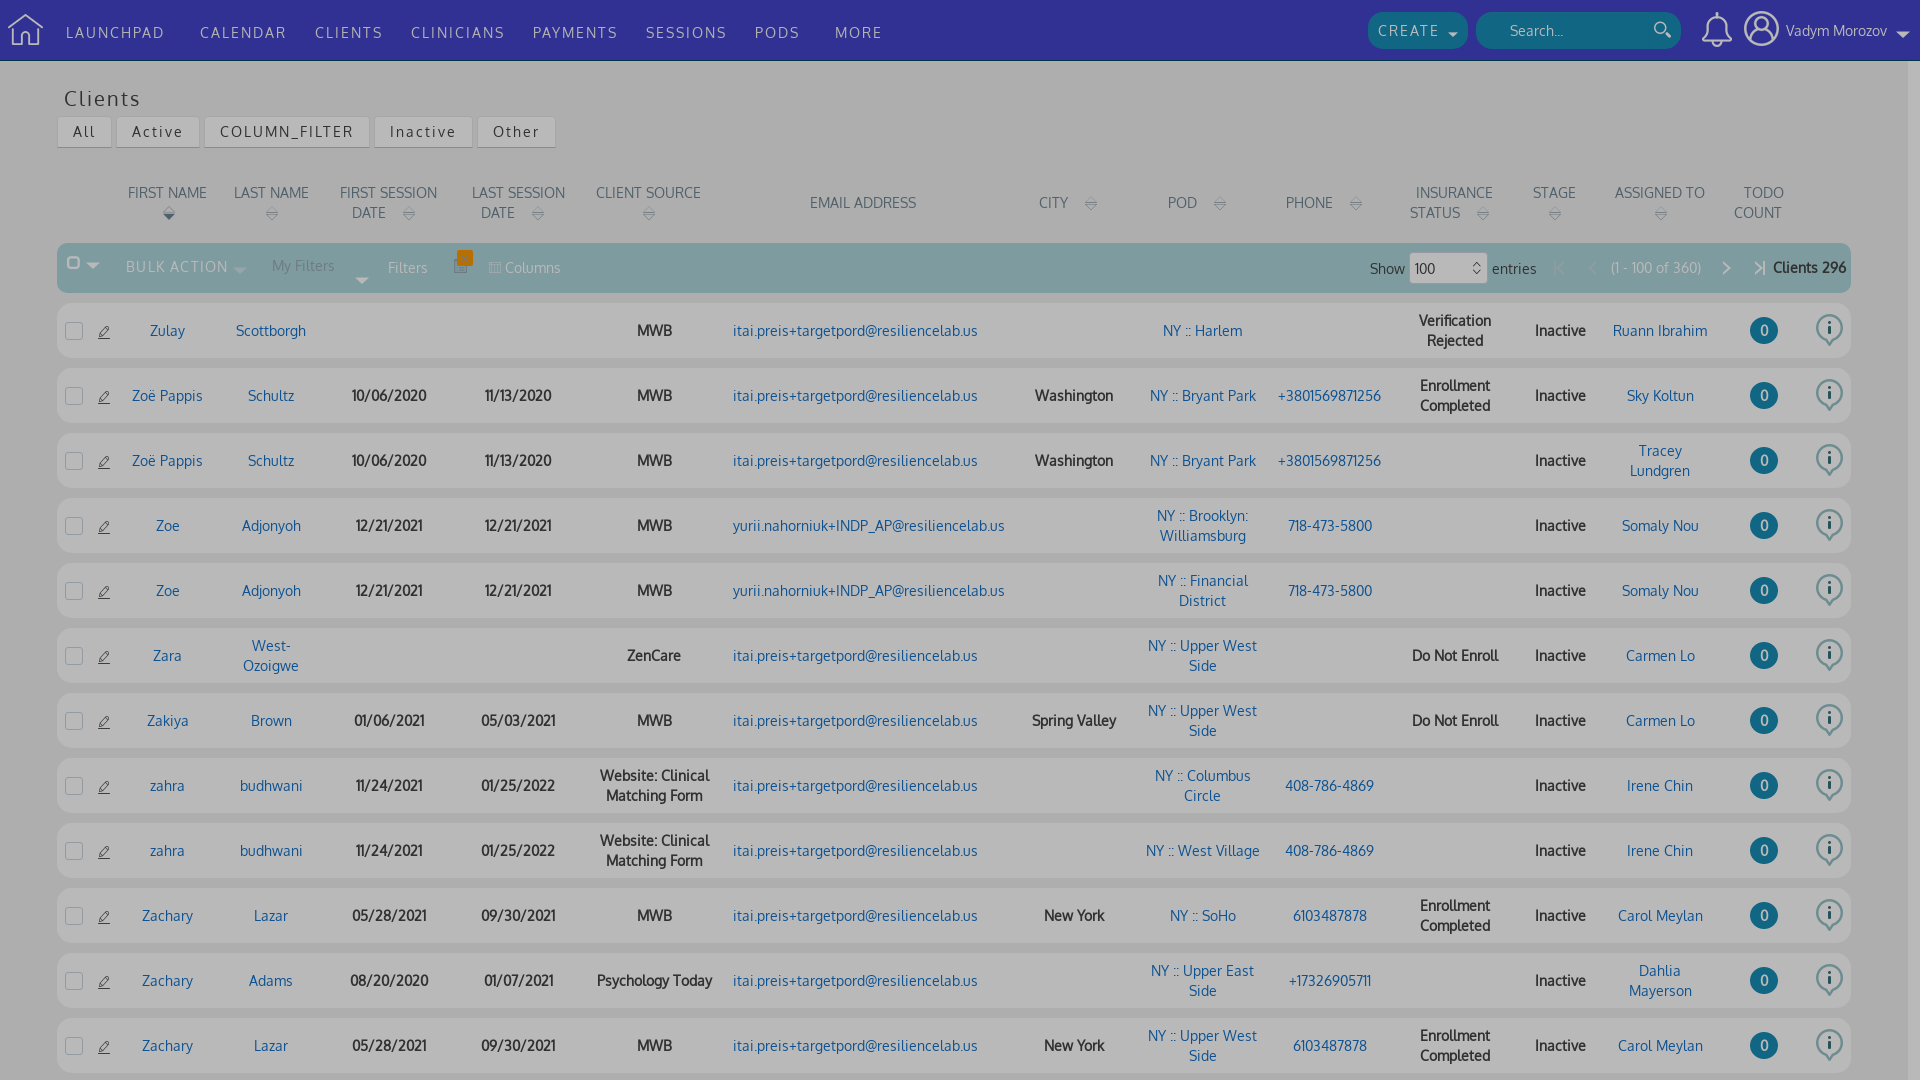 LAUNCHPAD CALENDAR CLIENTS CLINICIANS PAYMENTS SESSIONS PODS MORE CREATE Search... Vadym Morozov
Clients
All Active COLUMN_FILTER Inactive Other
FIRST NAME LAST NAME FIRST SESSION DATE LAST SESSION DATE CLIENT SOURCE EMAIL ADDRESS CITY POD PHONE INSURANCE STATUS STAGE ASSIGNED TO TODO COUNT
BULK ACTION My Filters Filters Columns Show 100 entries (1 - 100 of 360) Clients 296
Zulay Scottborgh MWB itai.preis+targetpord@resiliencelab.us NY :: Harlem Verification Rejected Inactive Ruann Ibrahim 0
Zoë Pappis Schultz 10/06/2020 11/13/2020 MWB itai.preis+targetpord@resiliencelab.us Washington NY :: Bryant Park +3801569871256 Enrollment Completed Inactive Sky Koltun 0
Zoë Pappis Schultz 10/06/2020 11/13/2020 MWB itai.preis+targetpord@resiliencelab.us Washington NY :: Bryant Park +3801569871256 Inactive Tracey Lundgren 0
Zoe Adjonyoh 12/21/2021 12/21/2021 MWB yurii.nahorniuk+INDP_AP@resiliencelab.us NY :: Brooklyn: Williamsburg 718-473-5800 Inactive Somaly Nou 0
Zoe Adjonyoh 12/21/2021 12/21/2021 MWB yurii.nahorniuk+INDP_AP@resiliencelab.us NY :: Financial District 718-473-5800 Inactive Somaly Nou 0
Zara West-Ozoigwe ZenCare itai.preis+targetpord@resiliencelab.us NY :: Upper West Side Do Not Enroll Inactive Carmen Lo 0
Zakiya Brown 01/06/2021 05/03/2021 MWB itai.preis+targetpord@resiliencelab.us Spring Valley NY :: Upper West Side Do Not Enroll Inactive Carmen Lo 0
zahra budhwani 11/24/2021 01/25/2022 Website: Clinical Matching Form itai.preis+targetpord@resiliencelab.us NY :: Columbus Circle 408-786-4869 Inactive Irene Chin 0
zahra budhwani 11/24/2021 01/25/2022 Website: Clinical Matching Form itai.preis+targetpord@resiliencelab.us NY :: West Village 408-786-4869 Inactive Irene Chin 0
Zachary Lazar 05/28/2021 09/30/2021 MWB itai.preis+targetpord@resiliencelab.us New York NY :: SoHo 6103487878 Enrollment Completed Inactive Carol Meylan 0
Zachary Adams 08/20/2020 01/07/2021 Psychology Today itai.preis+targetpord@resiliencelab.us NY :: Upper East Side +17326905711 Inactive Dahlia Mayerson 0
Zachary Lazar 05/28/2021 09/30/2021 MWB itai.preis+targetpord@resiliencelab.us New York NY :: Upper West Side 6103487878 Enrollment Completed Inactive Carol Meylan 0